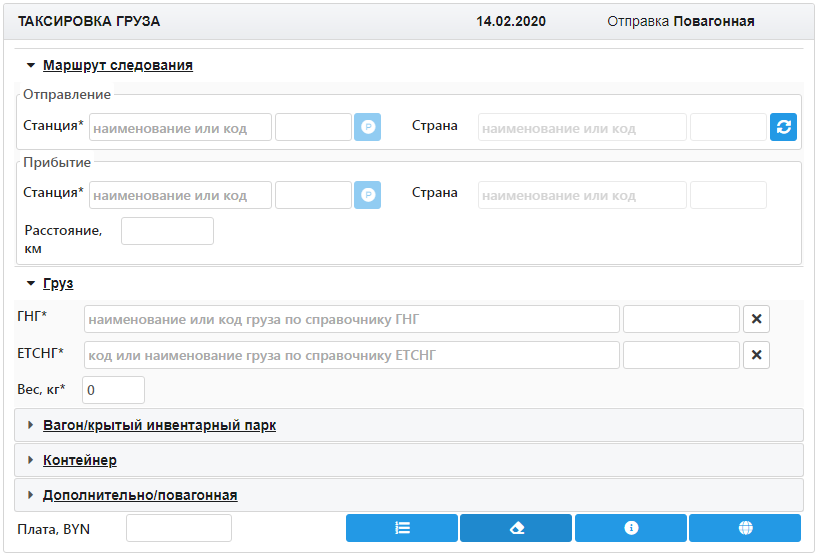 ТАКСИРОВКА ГРУЗА 14.02.2020 Отправка Повагонная
Маршрут следования
Отправление
Станция* наименование или код P Страна наименование или код
Прибытие
Станция* наименование или код P Страна наименование или код
Расстояние,
км
Груз
ГНГ* наименование или код груза по справочнику ГНГ
ЕТСНГ* код или наименование груза по справочнику ЕТСНГ
Вес, кг* 0
Вагон/крытый инвентарный парк
Контейнер
Дополнительно/повагонная
Плата, BYN